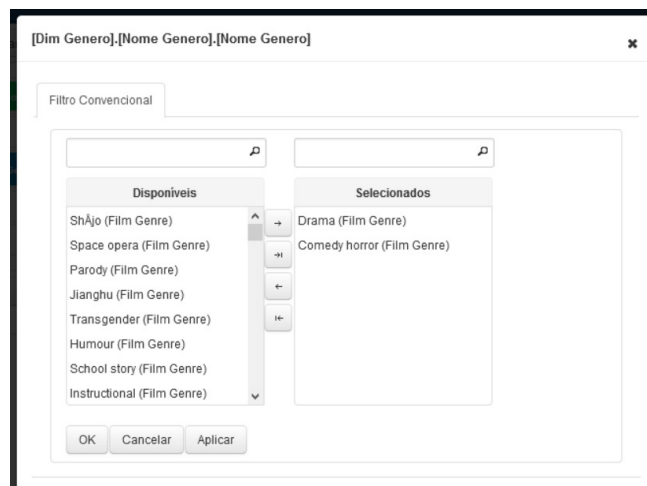 [Dim Genero].[Nome Genero].[Nome Genero]
Filtro Convencional
Disponíveis
ShÅjo (Film Genre)
Space opera (Film Genre)
Parody (Film Genre)
Jianghu (Film Genre)
Transgender (Film Genre)
Humour (Film Genre)
School story (Film Genre)
Instructional (Film Genre)
Selecionados
Drama (Film Genre)
Comedy horror (Film Genre)
OK Cancelar Aplicar